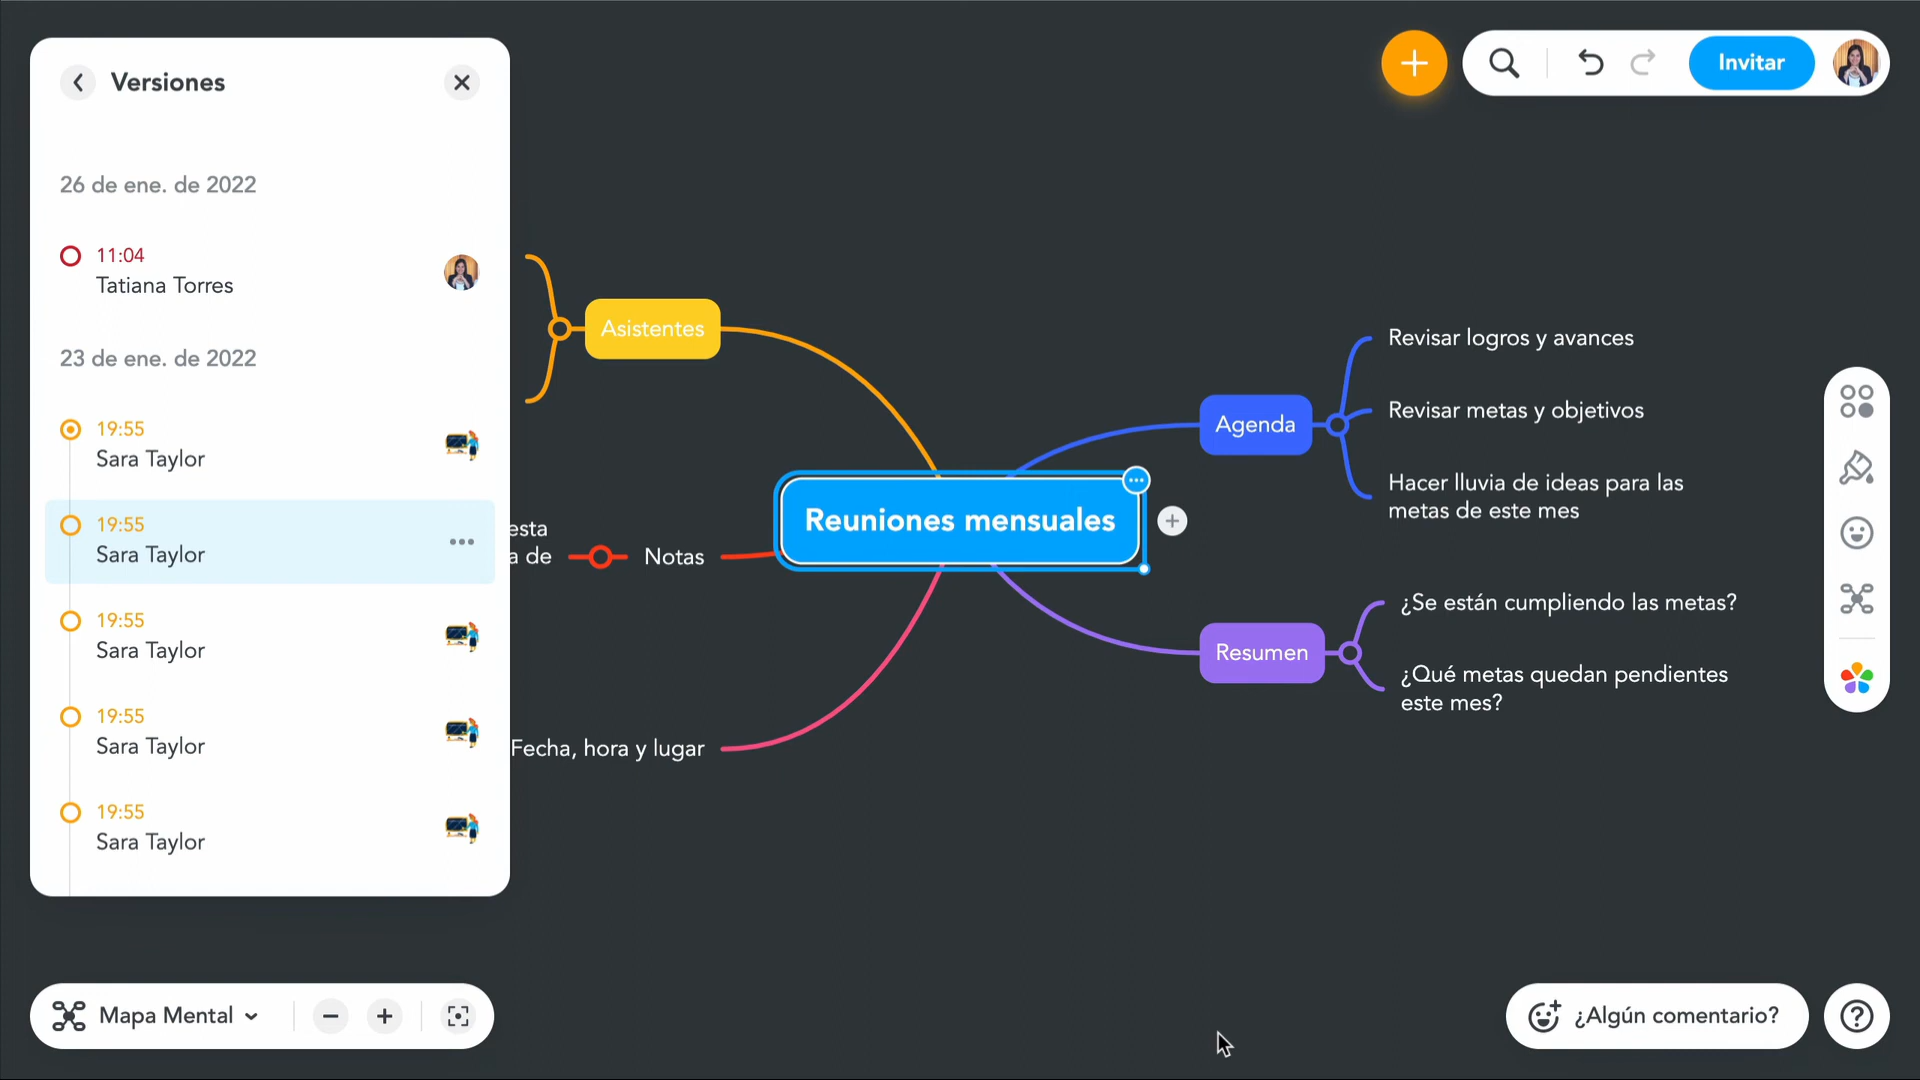 Versiones
26 de ene. de 2022
11:04
Tatiana Torres
23 de ene. de 2022
19:55
Sara Taylor
19:55
Sara Taylor
19:55
Sara Taylor
19:55
Sara Taylor
19:55
Sara Taylor
Invitar
Asistentes
esta
a de
Notas
Fecha, hora y lugar
Reuniones mensuales
Agenda
Revisar logros y avances
Revisar metas y objetivos
Hacer lluvia de ideas para las
metas de este mes
Resumen
¿Se están cumpliendo las metas?
¿Qué metas quedan pendientes
este mes?
Mapa Mental
¿Algún comentario?